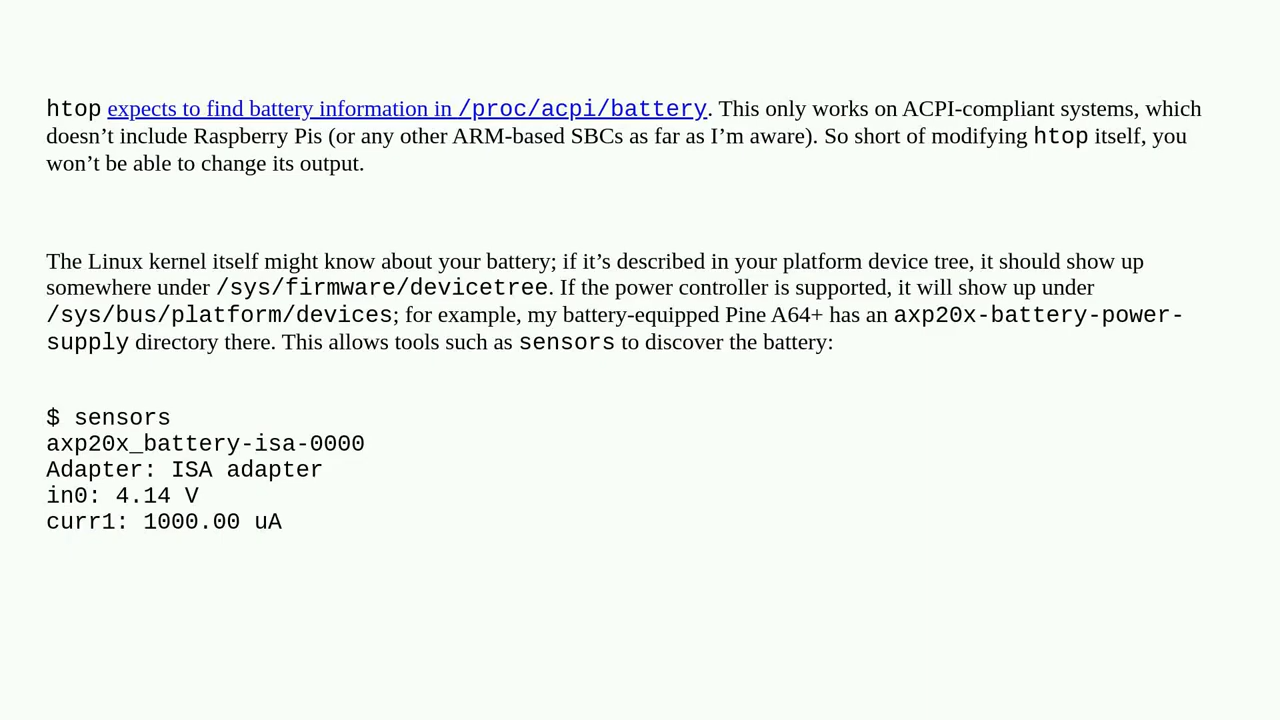 htop expects to find battery information in /proc/acpi/battery. This only works on ACPI-compliant systems, which
doesn’t include Raspberry Pis (or any other ARM-based SBCs as far as I’m aware). So short of modifying htop itself, you
won’t be able to change its output.
The Linux kernel itself might know about your battery; if it’s described in your platform device tree, it should show up
somewhere under /sys/firmware/devicetree. If the power controller is supported, it will show up under
/sys/bus/platform/devices; for example, my battery-equipped Pine A64+ has an axp20x-battery-power-
supply directory there. This allows tools such as sensors to discover the battery:
$ sensors
axp20x_battery-isa-0000
Adapter: ISA adapter
in0: 4.14 V
curr1: 1000.00 uA